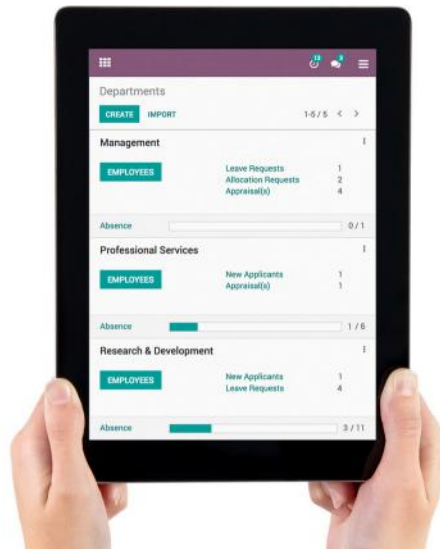 13
3
Departments
CREATE IMPORT 1-5 / 5
Management
EMPLOYEES
Leave Requests 1
Allocation Requests 2
Appraisal(s) 4
Absence 0 / 1
Professional Services
EMPLOYEES
New Applicants 1
Appraisal(s) 1
Absence 1 / 6
Research & Development
EMPLOYEES
New Applicants 1
Leave Requests 4
Absence 3 / 11